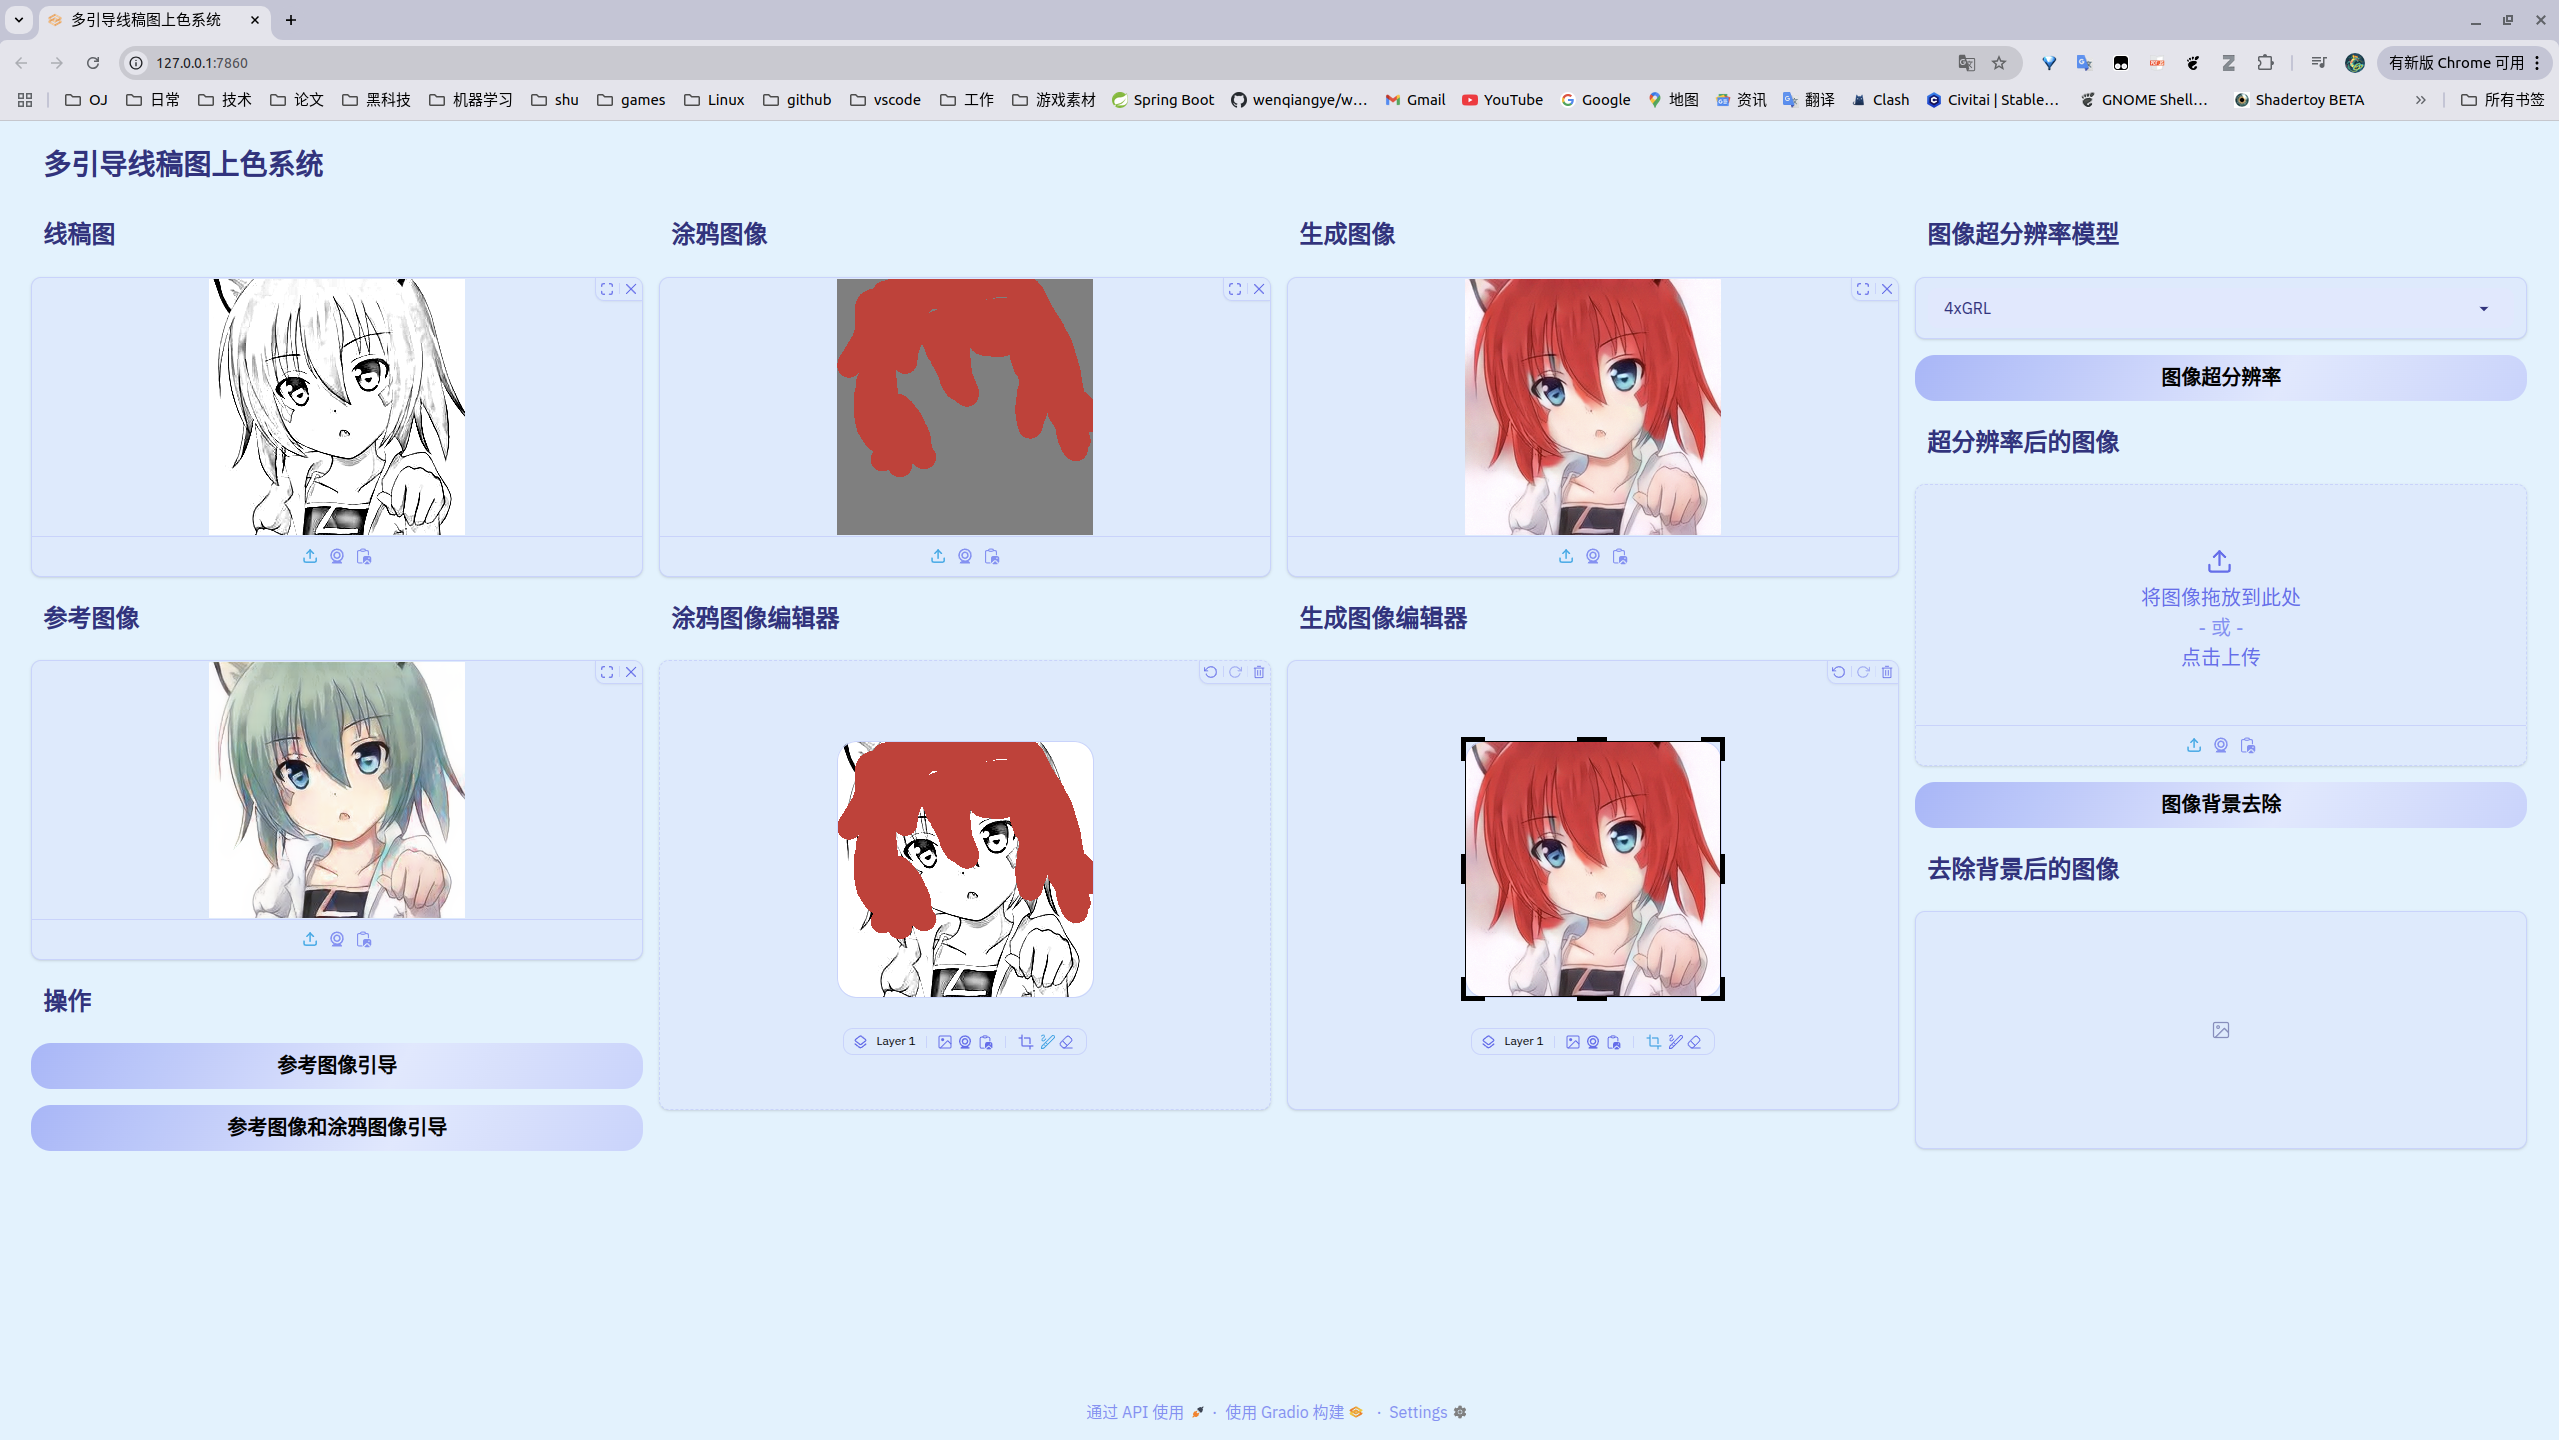 多引导线稿图上色系统
127.0.0.1:7860
有新版 Chrome 可用
OJ
日常
技术
论文
黑科技
机器学习
shu
games
Linux
github
vscode
工作
游戏素材
Spring Boot
wenqiangye/w...
Gmail
YouTube
Google
地图
资讯
翻译
Clash
Civitai | Stable...
GNOME Shell...
Shadertoy BETA
所有书签
多引导线稿图上色系统
线稿图
涂鸦图像
生成图像
图像超分辨率模型
4xGRL
图像超分辨率
超分辨率后的图像
将图像拖放到此处
- 或 -
点击上传
参考图像
涂鸦图像编辑器
生成图像编辑器
图像背景去除
去除背景后的图像
操作
Layer 1
Layer 1
参考图像引导
参考图像和涂鸦图像引导
通过 API 使用 · 使用 Gradio 构建 · Settings